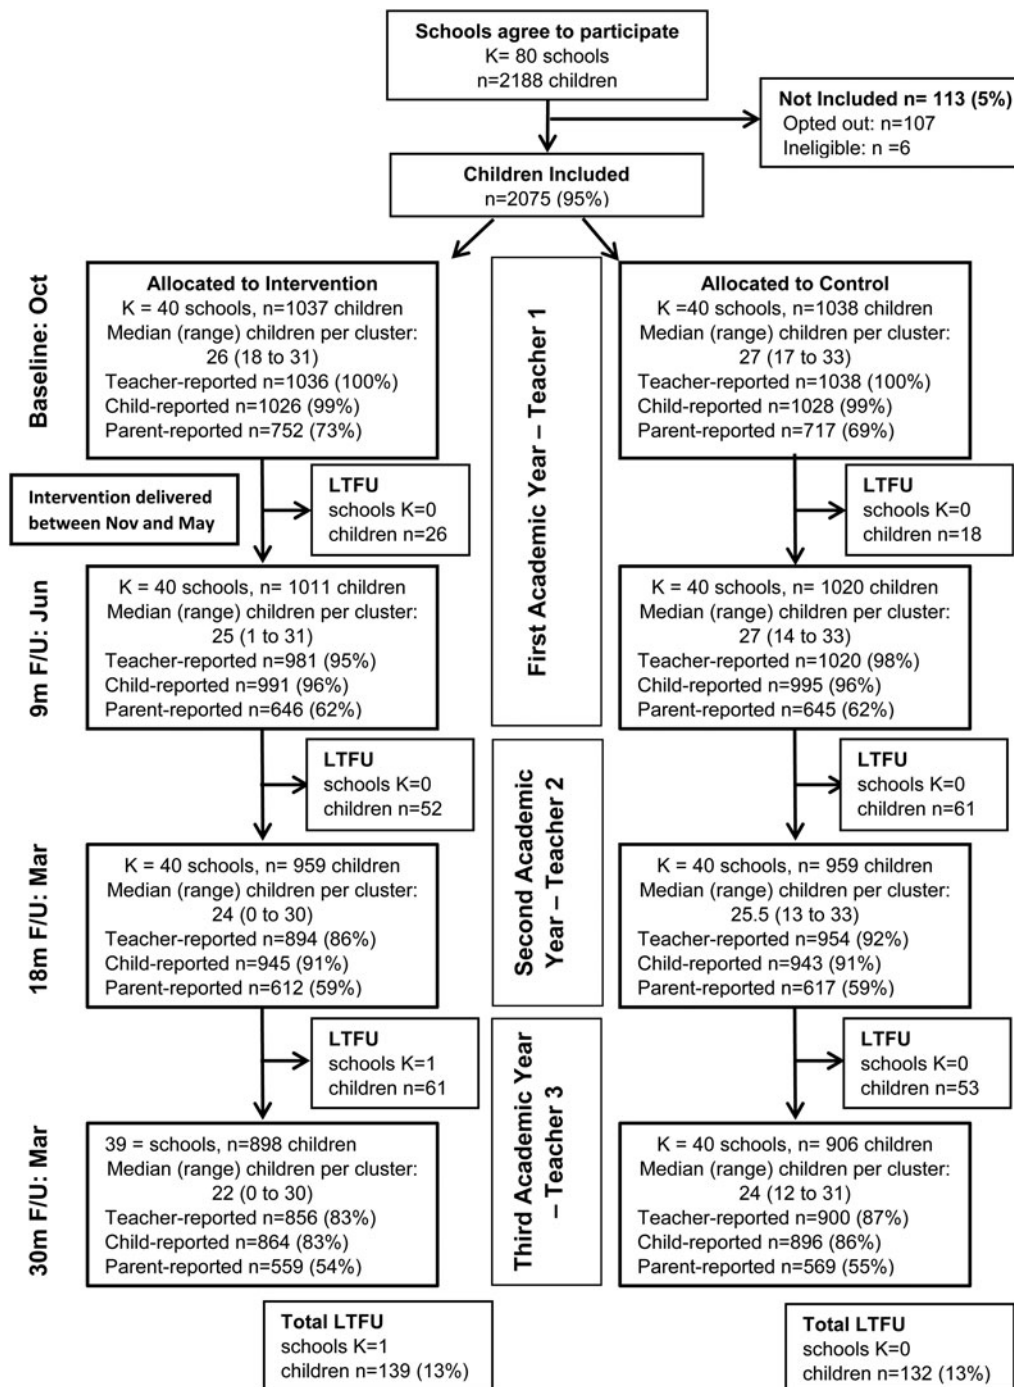 Schools agree to participate
K= 80 schools
n=2188 children
Not Included n= 113 (5%)
Opted out: n=107
Ineligible: n =6
Children Included
n=2075 (95%)
Baseline: Oct
Allocated to Intervention
K = 40 schools, n=1037 children
Median (range) children per cluster:
26 (18 to 31)
Teacher-reported n=1036 (100%)
Child-reported n=1026 (99%)
Parent-reported n=752 (73%)
First Academic Year – Teacher 1
Allocated to Control
K =40 schools, n=1038 children
Median (range) children per cluster:
27 (17 to 33)
Teacher-reported n=1038 (100%)
Child-reported n=1028 (99%)
Parent-reported n=717 (69%)
Intervention delivered
between Nov and May
LTFU
schools K=0
children n=26
LTFU
schools K=0
children n=18
9m F/U: Jun
K = 40 schools, n= 1011 children
Median (range) children per cluster:
25 (1 to 31)
Teacher-reported n=981 (95%)
Child-reported n=991 (96%)
Parent-reported n=646 (62%)
K = 40 schools, n= 1020 children
Median (range) children per cluster:
27 (14 to 33)
Teacher-reported n=1020 (98%)
Child-reported n=995 (96%)
Parent-reported n=645 (62%)
LTFU
schools K=0
children n=52
Second Academic
Year – Teacher 2
LTFU
schools K=0
children n=61
18m F/U: Mar
K = 40 schools, n= 959 children
Median (range) children per cluster:
24 (0 to 30)
Teacher-reported n=894 (86%)
Child-reported n=945 (91%)
Parent-reported n=612 (59%)
K = 40 schools, n= 959 children
Median (range) children per cluster:
25.5 (13 to 33)
Teacher-reported n=954 (92%)
Child-reported n=943 (91%)
Parent-reported n=617 (59%)
LTFU
schools K=1
children n=61
Third Academic Year
– Teacher 3
LTFU
schools K=0
children n=53
30m F/U: Mar
39 = schools, n=898 children
Median (range) children per cluster:
22 (0 to 30)
Teacher-reported n=856 (83%)
Child-reported n=864 (83%)
Parent-reported n=559 (54%)
K = 40 schools, n= 906 children
Median (range) children per cluster:
24 (12 to 31)
Teacher-reported n=900 (87%)
Child-reported n=896 (86%)
Parent-reported n=569 (55%)
Total LTFU
schools K=1
children n=139 (13%)
Total LTFU
schools K=0
children n=132 (13%)